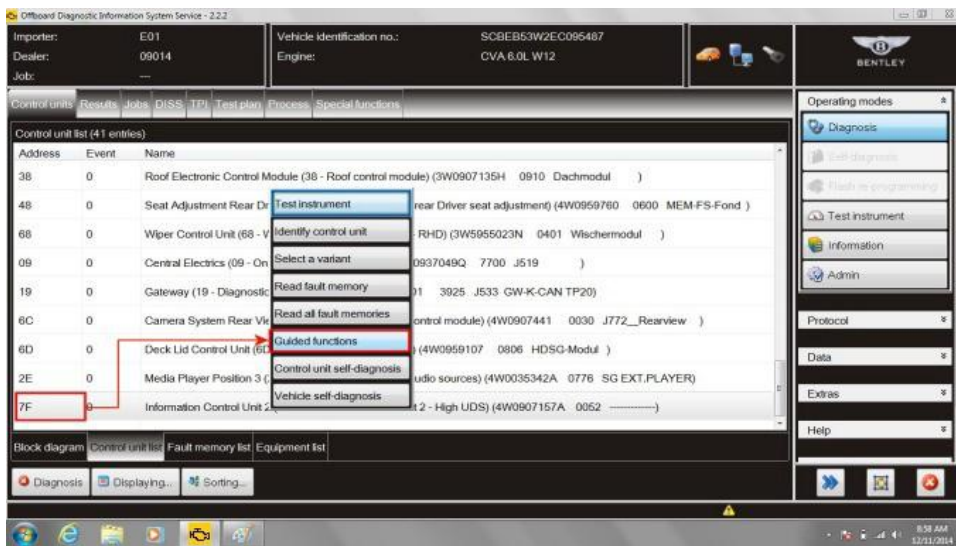 Offboard Diagnostic Information System Service - 2.2.2
Importer: E01 Vehicle identification no.: SCBEB53W2EC095487
Dealer: 09014 Engine: CVA 6.0L W12
Job: ---
BENTLEY
Control units Results Jobs DISS TPI Test plan Process Special functions
Control unit list (41 entries)
Address Event Name
38 0 Roof Electronic Control Module (38 - Roof control module) (3W0907135H 0910 Dachmodul )
48 0 Seat Adjustment Rear Dr rear Driver seat adjustment) (4W0959760 0600 MEM-FS-Fond )
68 0 Wiper Control Unit (68 - RHD) (3W5955023N 0401 Wischermodul )
09 0 Central Electrics (09 - On 0937049Q 7700 J519 )
19 0 Gateway (19 - Diagnostic 3925 J533 GW-K-CAN TP20)
6C 0 Camera System Rear Vie ontrol module) (4W0907441 0030 J772__Rearview )
6D 0 Deck Lid Control Unit (6D ) (4W0959107 0806 HDSG-Modul )
2E 0 Media Player Position 3 ( udio sources) (4W0035342A 0776 SG EXT.PLAYER)
7F 0 Information Control Unit 2 t 2 - High UDS) (4W0907157A 0052 ------------)
Test instrument
Identify control unit
Select a variant
Read fault memory
Read all fault memories
Guided functions
Control unit self-diagnosis
Vehicle self-diagnosis
Block diagram Control unit list Fault memory list Equipment list
Diagnosis Displaying... Sorting...
Operating modes
Diagnosis
Self-diagnosis
Flash re-programming
Test instrument
Information
Admin
Protocol
Data
Extras
Help
8:58 AM
12/11/2014